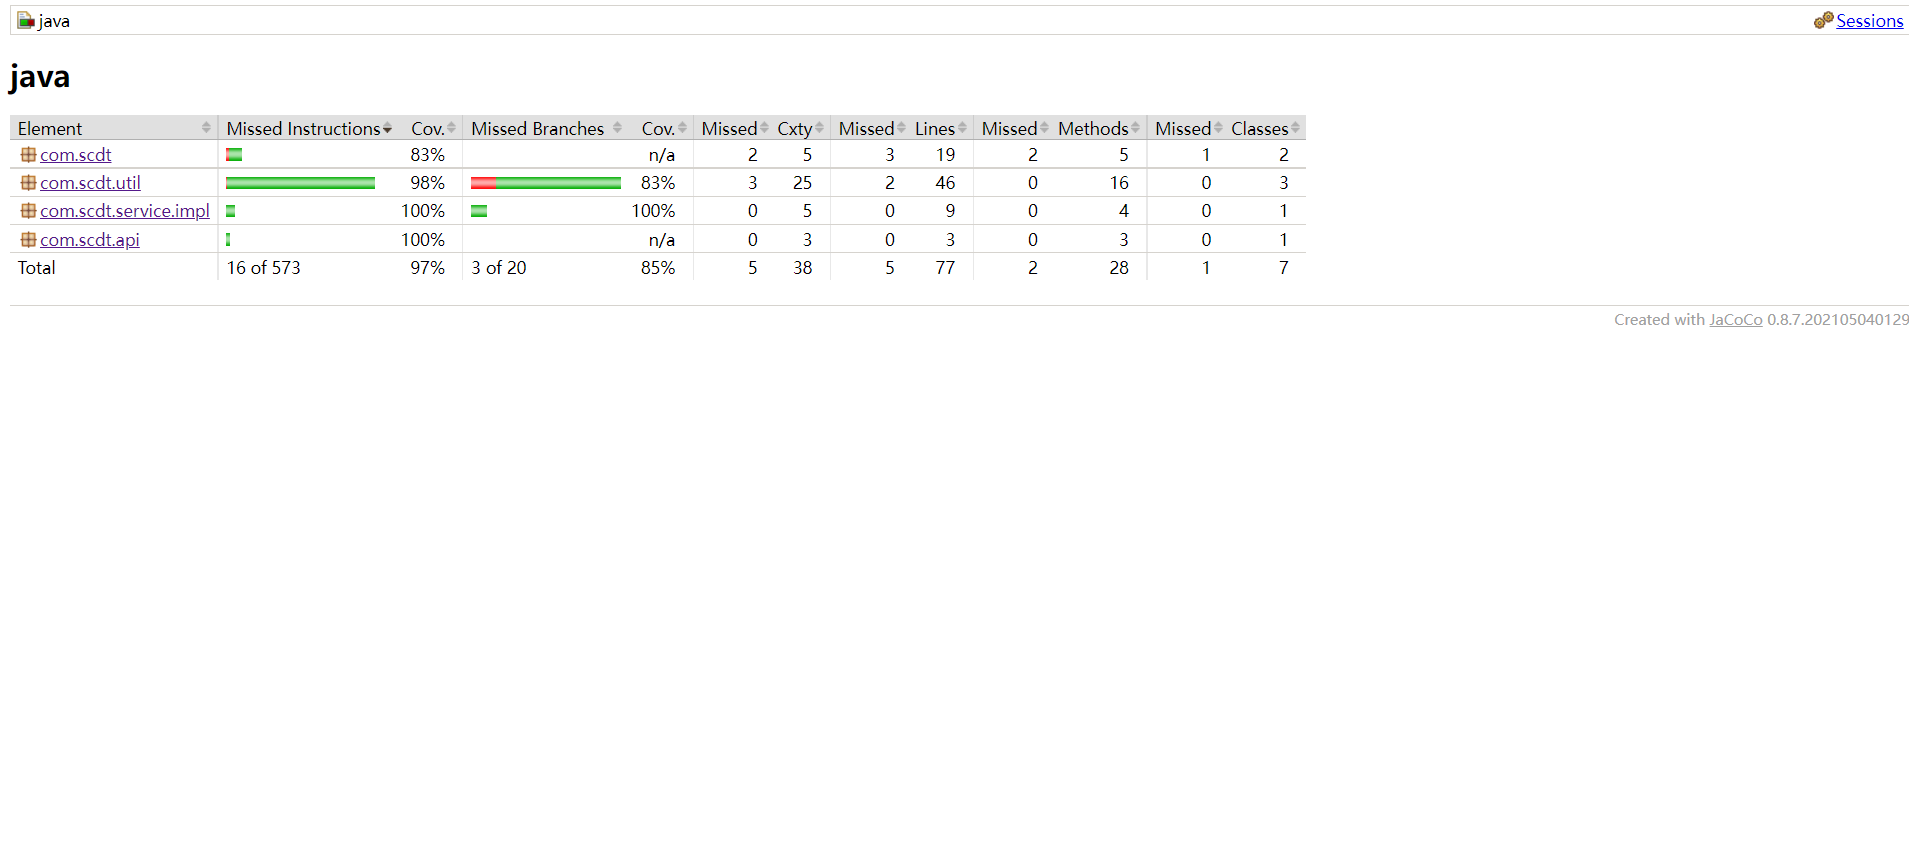 java Sessions
java
Element Missed Instructions Cov. Missed Branches Cov. Missed Cxty Missed Lines Missed Methods Missed Classes
com.scdt 83% n/a 2 5 3 19 2 5 1 2
com.scdt.util 98% 83% 3 25 2 46 0 16 0 3
com.scdt.service.impl 100% 100% 0 5 0 9 0 4 0 1
com.scdt.api 100% n/a 0 3 0 3 0 3 0 1
Total 16 of 573 97% 3 of 20 85% 5 38 5 77 2 28 1 7
Created with JaCoCo 0.8.7.202105040129